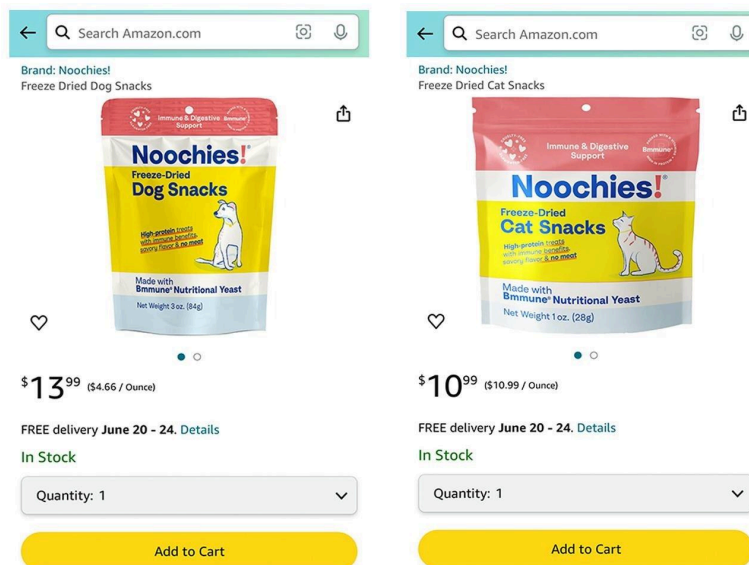 Search Amazon.com
Brand: Noochies!
Freeze Dried Dog Snacks
Immune & Digestive
Support
Bmmune
Noochies!
Freeze-Dried
Dog Snacks
High-protein treats
with immune benefits,
savory flavor & no meat
Made with
Bmmune® Nutritional Yeast
Net Weight 3 oz. (84g)
$13.99 ($4.66 / Ounce)
FREE delivery June 20 - 24. Details
In Stock
Quantity: 1
Add to Cart
Search Amazon.com
Brand: Noochies!
Freeze Dried Cat Snacks
Immune & Digestive
Support
Bmmune
Noochies!
Freeze-Dried
Cat Snacks
High-protein treats
with immune benefits,
savory flavor & no meat
Made with
Bmmune® Nutritional Yeast
Net Weight 1 oz. (28g)
$10.99 ($10.99 / Ounce)
FREE delivery June 20 - 24. Details
In Stock
Quantity: 1
Add to Cart